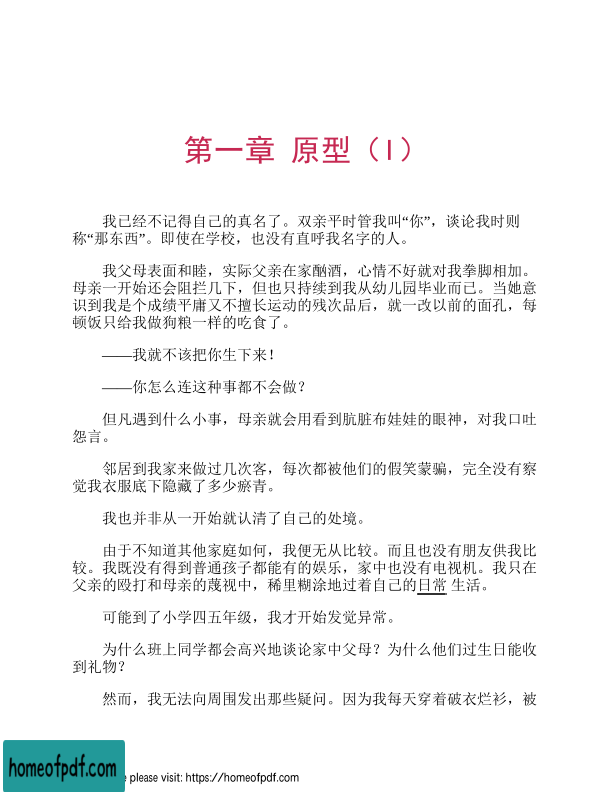 第一章 原型（I）
我已经不记得自己的真名了。双亲平时管我叫“你”，谈论我时则
称“那东西”。即使在学校，也没有直呼我名字的人。
我父母表面和睦，实际父亲在家酗酒，心情不好就对我拳脚相加。
母亲一开始还会阻拦几下，但也只持续到我从幼儿园毕业而已。当她意
识到我是个成绩平庸又不擅长运动的残次品后，就一改以前的面孔，每
顿饭只给我做狗粮一样的吃食了。
——我就不该把你生下来！
——你怎么连这种事都不会做？
但凡遇到什么小事，母亲就会用看到肮脏布娃娃的眼神，对我口吐
怨言。
邻居到我家来做过几次客，每次都被他们的假笑蒙骗，完全没有察
觉我衣服底下隐藏了多少瘀青。
我也并非从一开始就认清了自己的处境。
由于不知道其他家庭如何，我便无从比较。而且也没有朋友供我比
较。我既没有得到普通孩子都能有的娱乐，家中也没有电视机。我只在
父亲的殴打和母亲的蔑视中，稀里糊涂地过着自己的日常 生活。
可能到了小学四五年级，我才开始发觉异常。
为什么班上同学都会高兴地谈论家中父母？为什么他们过生日能收
到礼物？
然而，我无法向周围发出那些疑问。因为我每天穿着破衣烂衫，被
homeofpdf.com
e please visit: https://homeofpdf.com